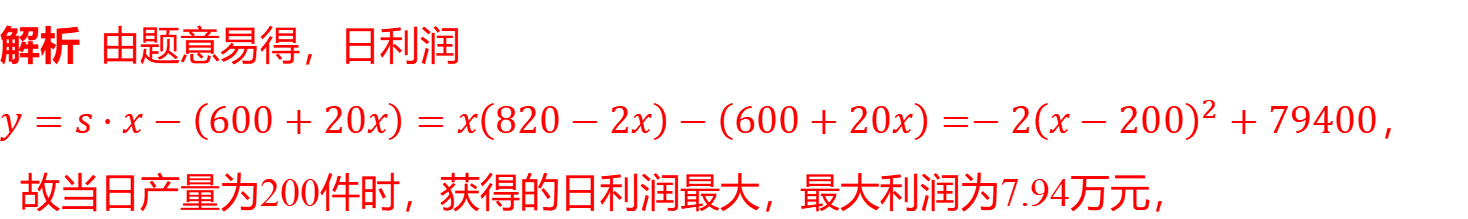 解析 由题意易得，日利润
y = s · x − (600 + 20x) = x(820 − 2x) − (600 + 20x) =− 2(x − 200)² + 79400，
故当日产量为200件时，获得的日利润最大，最大利润为7.94万元，